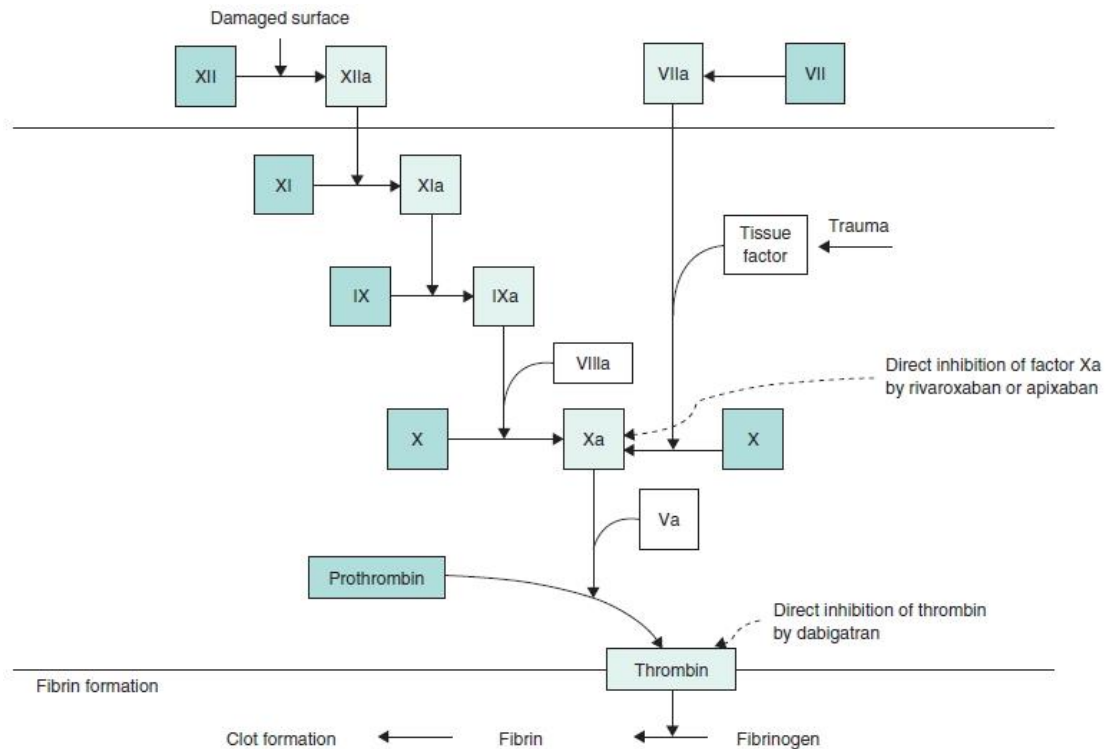 Damaged surface
XII
XIIa
VIIa
VII
XI
XIa
Tissue
factor
Trauma
IX
IXa
VIIIa
Direct inhibition of factor Xa
by rivaroxaban or apixaban
X
Xa
X
Va
Prothrombin
Direct inhibition of thrombin
by dabigatran
Thrombin
Fibrin formation
Clot formation
Fibrin
Fibrinogen